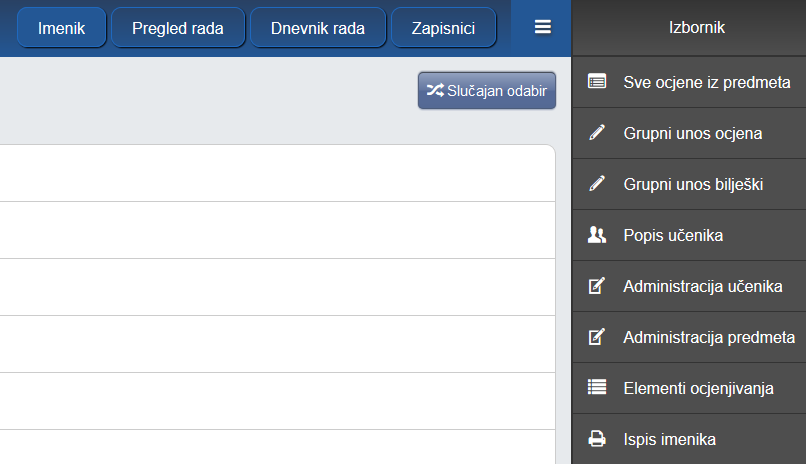 Imenik
Pregled rada
Dnevnik rada
Zapisnici
Izbornik
Slučajan odabir
Sve ocjene iz predmeta
Grupni unos ocjena
Grupni unos bilješki
Popis učenika
Administracija učenika
Administracija predmeta
Elementi ocjenjivanja
Ispis imenika